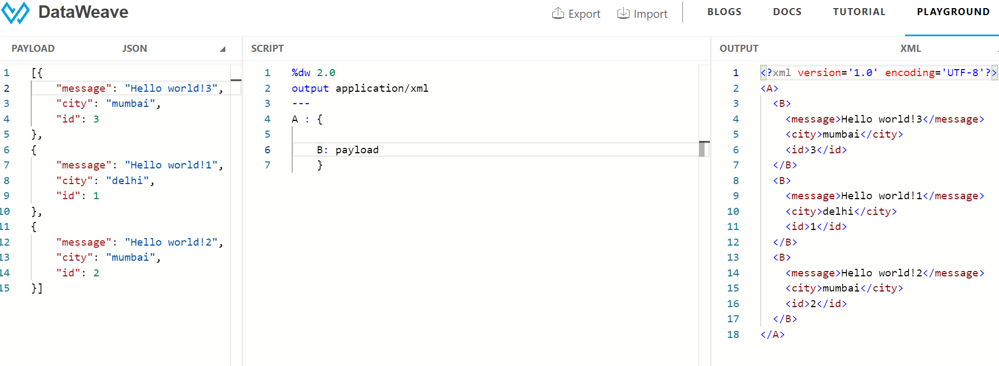 DataWeave
Export
Import
BLOGS
DOCS
TUTORIAL
PLAYGROUND
PAYLOAD
JSON
1 [{
2 "message": "Hello world!3",
3 "city": "mumbai",
4 "id": 3
5 },
6 {
7 "message": "Hello world!1",
8 "city": "delhi",
9 "id": 1
10 },
11 {
12 "message": "Hello world!2",
13 "city": "mumbai",
14 "id": 2
15 }]
SCRIPT
1 %dw 2.0
2 output application/xml
3 ---
4 A : {
5
6 B: payload
7 }
OUTPUT
XML
1 <?xml version='1.0' encoding='UTF-8'?>
2 <A>
3 <B>
4 <message>Hello world!3</message>
5 <city>mumbai</city>
6 <id>3</id>
7 </B>
8 <B>
9 <message>Hello world!1</message>
10 <city>delhi</city>
11 <id>1</id>
12 </B>
13 <B>
14 <message>Hello world!2</message>
15 <city>mumbai</city>
16 <id>2</id>
17 </B>
18 </A>